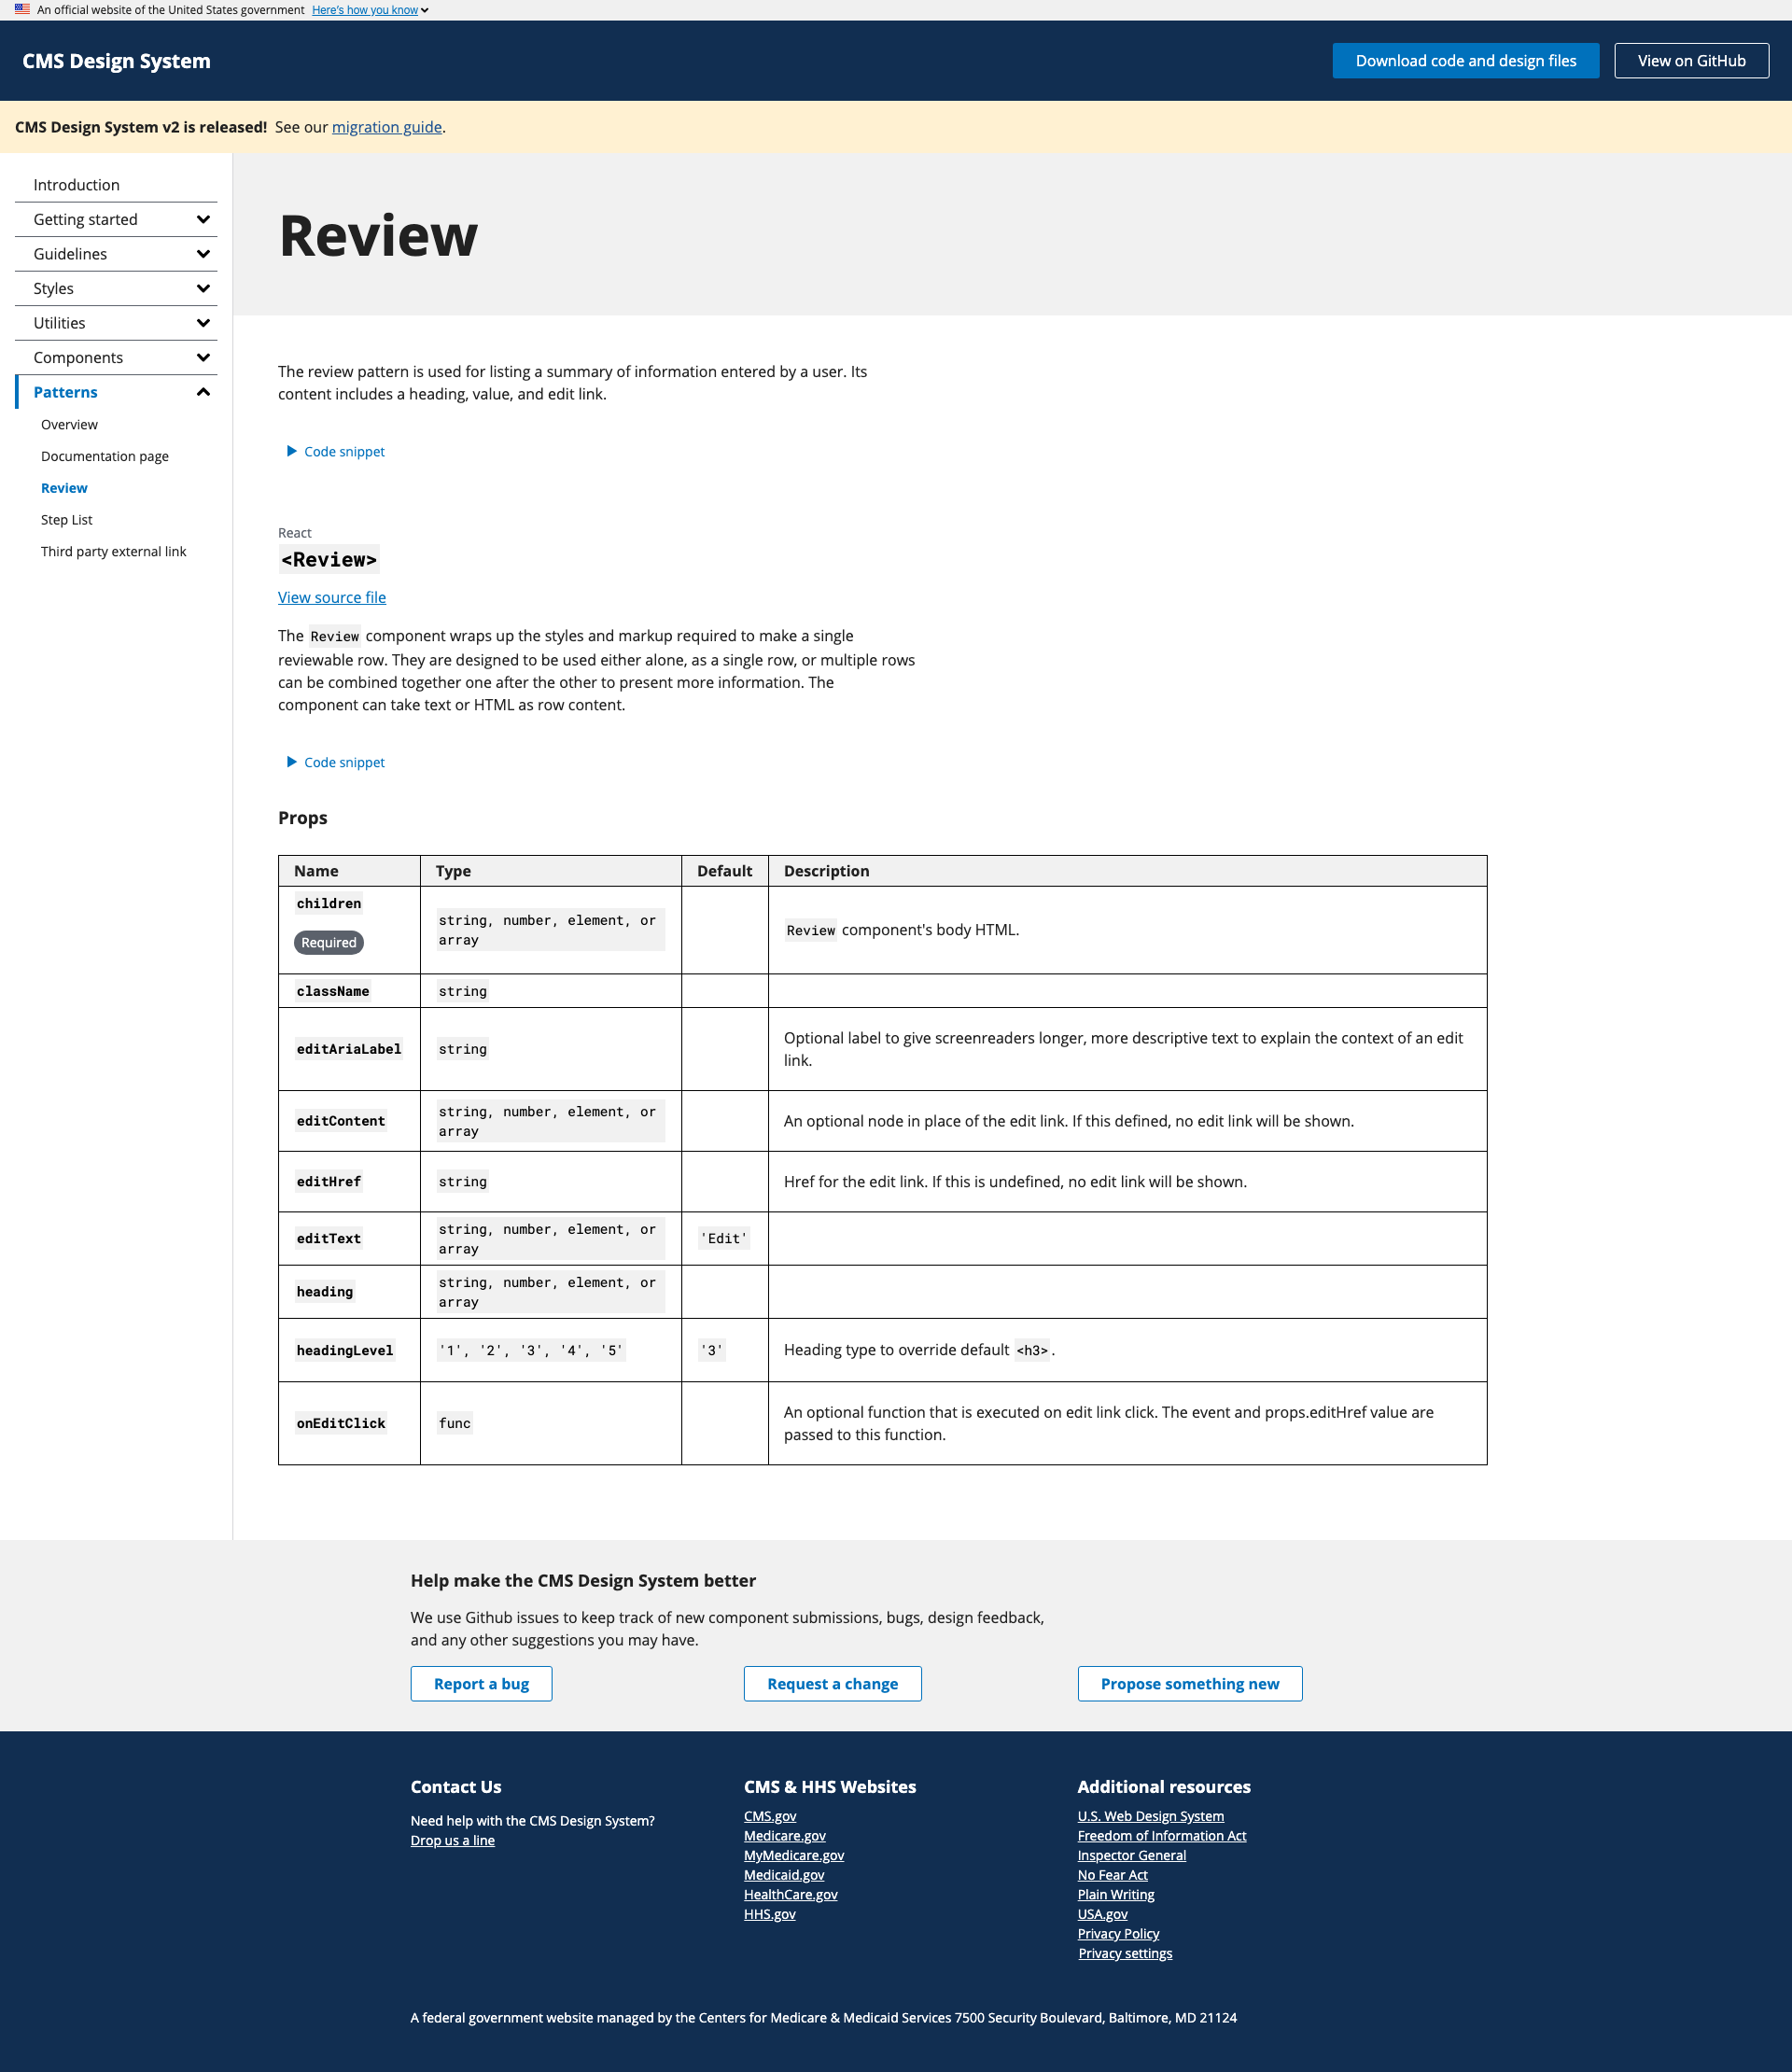 An official website of the United States government Here's how you know
CMS Design System
Download code and design files
View on GitHub
CMS Design System v2 is released! See our migration guide.
Introduction
Getting started
Guidelines
Styles
Utilities
Components
Patterns
Overview
Documentation page
Review
Step List
Third party external link
Review
The review pattern is used for listing a summary of information entered by a user. Its
content includes a heading, value, and edit link.
Code snippet
React
<Review>
View source file
The Review component wraps up the styles and markup required to make a single
reviewable row. They are designed to be used either alone, as a single row, or multiple rows
can be combined together one after the other to present more information. The
component can take text or HTML as row content.
Code snippet
Props
Name Type Default Description
children
Required
string, number, element, or
array
Review component's body HTML.
className string
editAriaLabel string
Optional label to give screenreaders longer, more descriptive text to explain the context of an edit
link.
editContent
string, number, element, or
array
An optional node in place of the edit link. If this defined, no edit link will be shown.
editHref string Href for the edit link. If this is undefined, no edit link will be shown.
editText
string, number, element, or
array
'Edit'
heading
string, number, element, or
array
headingLevel '1', '2', '3', '4', '5' '3' Heading type to override default <h3>.
onEditClick func
An optional function that is executed on edit link click. The event and props.editHref value are
passed to this function.
Help make the CMS Design System better
We use Github issues to keep track of new component submissions, bugs, design feedback,
and any other suggestions you may have.
Report a bug
Request a change
Propose something new
Contact Us
Need help with the CMS Design System?
Drop us a line
CMS & HHS Websites
CMS.gov
Medicare.gov
MyMedicare.gov
Medicaid.gov
HealthCare.gov
HHS.gov
Additional resources
U.S. Web Design System
Freedom of Information Act
Inspector General
No Fear Act
Plain Writing
USA.gov
Privacy Policy
Privacy settings
A federal government website managed by the Centers for Medicare & Medicaid Services 7500 Security Boulevard, Baltimore, MD 21124